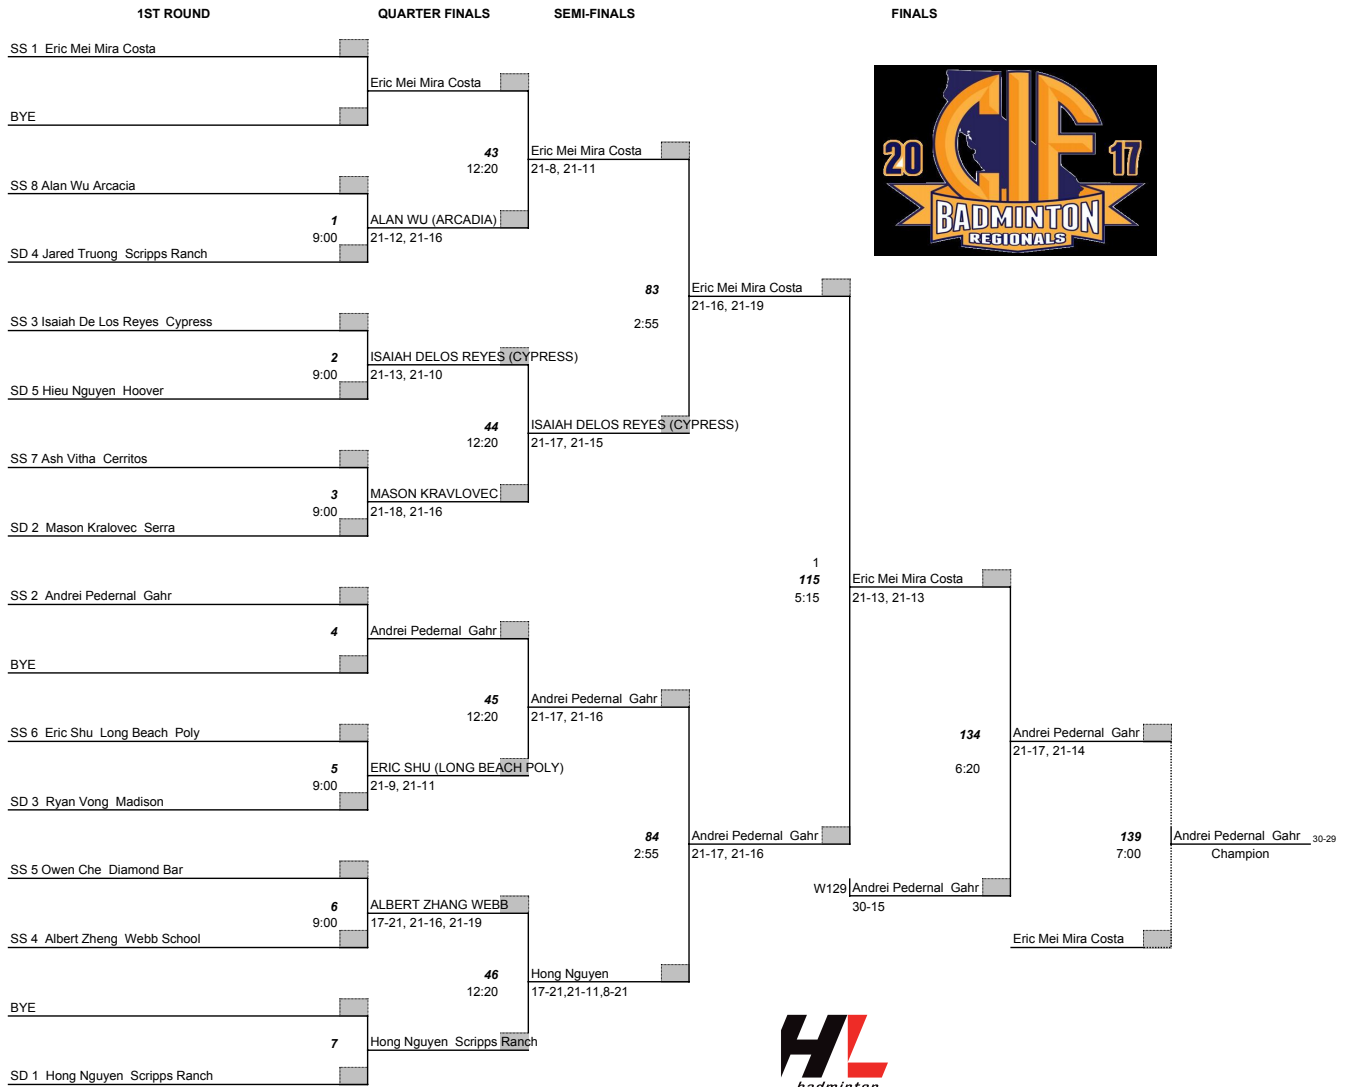 1ST ROUND QUARTER FINALS SEMI-FINALS FINALS
SS 1 Eric Mei Mira Costa
Eric Mei Mira Costa
BYE
43 Eric Mei Mira Costa
12:20 21-8, 21-11
SS 8 Alan Wu Arcacia
1 ALAN WU (ARCADIA)
9:00 21-12, 21-16
SD 4 Jared Truong Scripps Ranch
83 Eric Mei Mira Costa
21-16, 21-19
2:55
SS 3 Isaiah De Los Reyes Cypress
2 ISAIAH DELOS REYES (CYPRESS)
9:00 21-13, 21-10
SD 5 Hieu Nguyen Hoover
44 ISAIAH DELOS REYES (CYPRESS)
12:20 21-17, 21-15
SS 7 Ash Vitha Cerritos
3 MASON KRAVLOVEC
9:00 21-18, 21-16
SD 2 Mason Kralovec Serra
1
115 Eric Mei Mira Costa
5:15 21-13, 21-13
SS 2 Andrei Pedernal Gahr
4 Andrei Pedernal Gahr
BYE
45 Andrei Pedernal Gahr
12:20 21-17, 21-16
SS 6 Eric Shu Long Beach Poly
134 Andrei Pedernal Gahr
21-17, 21-14
6:20
5 ERIC SHU (LONG BEACH POLY)
9:00 21-9, 21-11
SD 3 Ryan Vong Madison
84 Andrei Pedernal Gahr
2:55 21-17, 21-16
139 Andrei Pedernal Gahr 30-29
7:00 Champion
SS 5 Owen Che Diamond Bar
W129 Andrei Pedernal Gahr
30-15
6 ALBERT ZHANG WEBB
9:00 17-21, 21-16, 21-19
SS 4 Albert Zheng Webb School
Eric Mei Mira Costa
46 Hong Nguyen
12:20 17-21,21-11,8-21
BYE
7 Hong Nguyen Scripps Ranch
SD 1 Hong Nguyen Scripps Ranch
20 CIF 17
BADMINTON
REGIONALS
HL
badminton